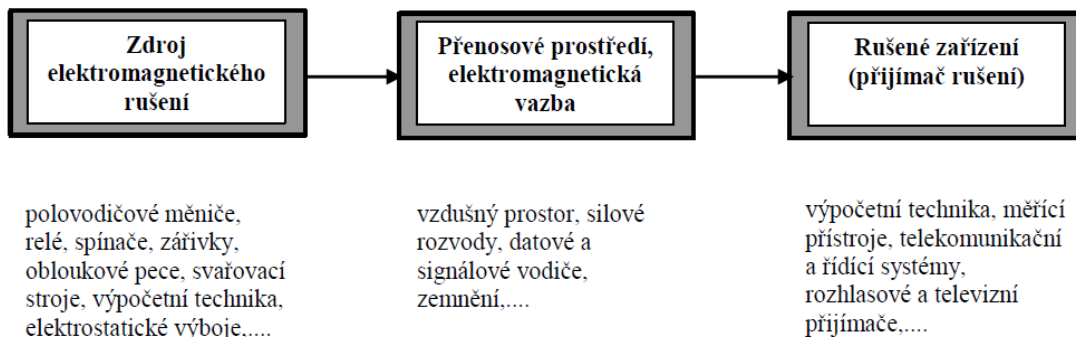 Zdroj
elektromagnetického
rušení
Přenosové prostředí,
elektromagnetická
vazba
Rušené zařízení
(přijímač rušení)
polovodičové měniče,
relé, spínače, zářivky,
obloukové pece, svařovací
stroje, výpočetní technika,
elektrostatické výboje,....
vzdušný prostor, silové
rozvody, datové a
signálové vodiče,
zemnění,....
výpočetní technika, měřící
přístroje, telekomunikační
a řídící systémy,
rozhlasové a televizní
přijímače,....